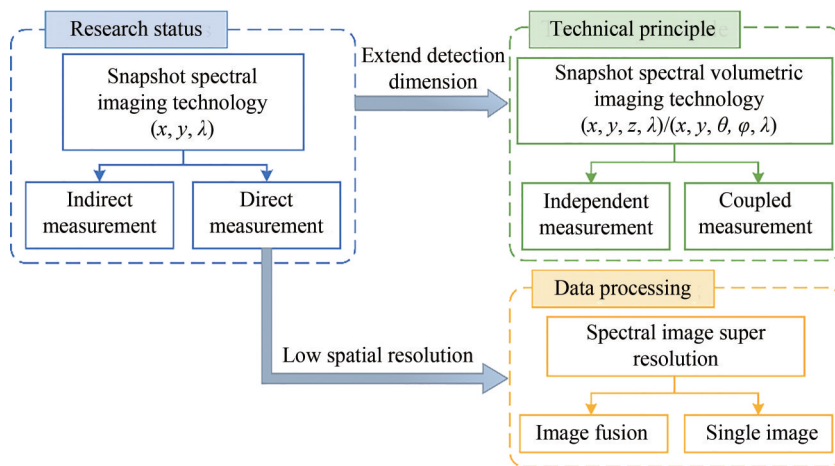 Research status
Snapshot spectral
imaging technology
(x, y, λ)
Indirect
measurement
Direct
measurement
Extend detection
dimension
Technical principle
Snapshot spectral volumetric
imaging technology
(x, y, z, λ)/(x, y, θ, φ, λ)
Independent
measurement
Coupled
measurement
Low spatial resolution
Data processing
Spectral image super
resolution
Image fusion
Single image